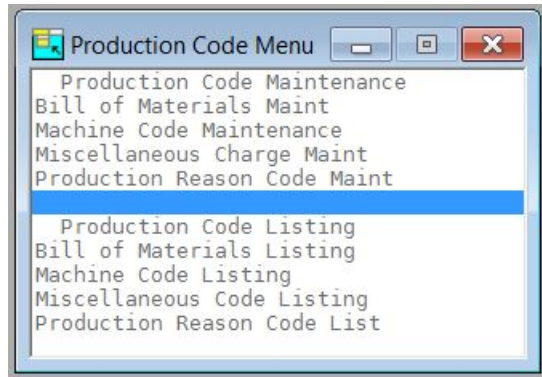 Production Code Menu
Production Code Maintenance
Bill of Materials Maint
Machine Code Maintenance
Miscellaneous Charge Maint
Production Reason Code Maint
Production Code Listing
Bill of Materials Listing
Machine Code Listing
Miscellaneous Code Listing
Production Reason Code List